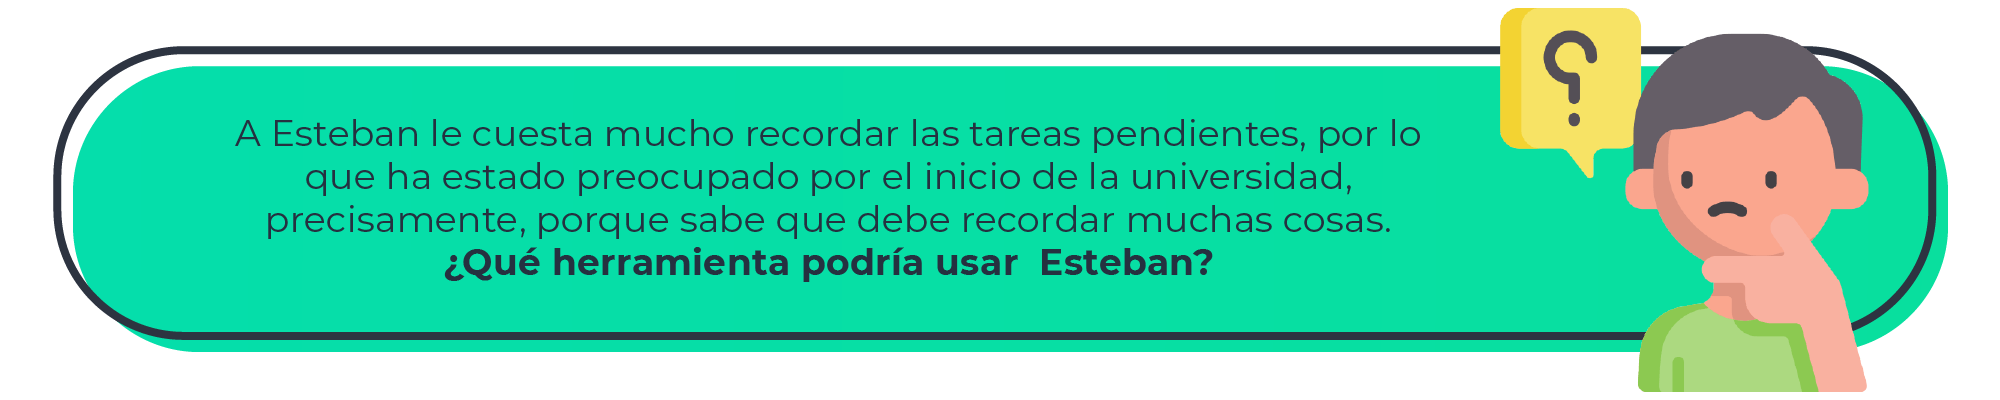 A Esteban le cuesta mucho recordar las tareas pendientes, por lo
que ha estado preocupado por el inicio de la universidad,
precisamente, porque sabe que debe recordar muchas cosas.
¿Qué herramienta podría usar  Esteban?